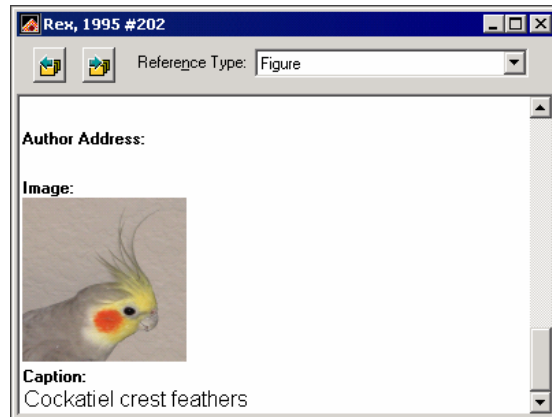 Rex, 1995 #202
Reference Type: Figure
Author Address:
Image:
Caption:
Cockatiel crest feathers